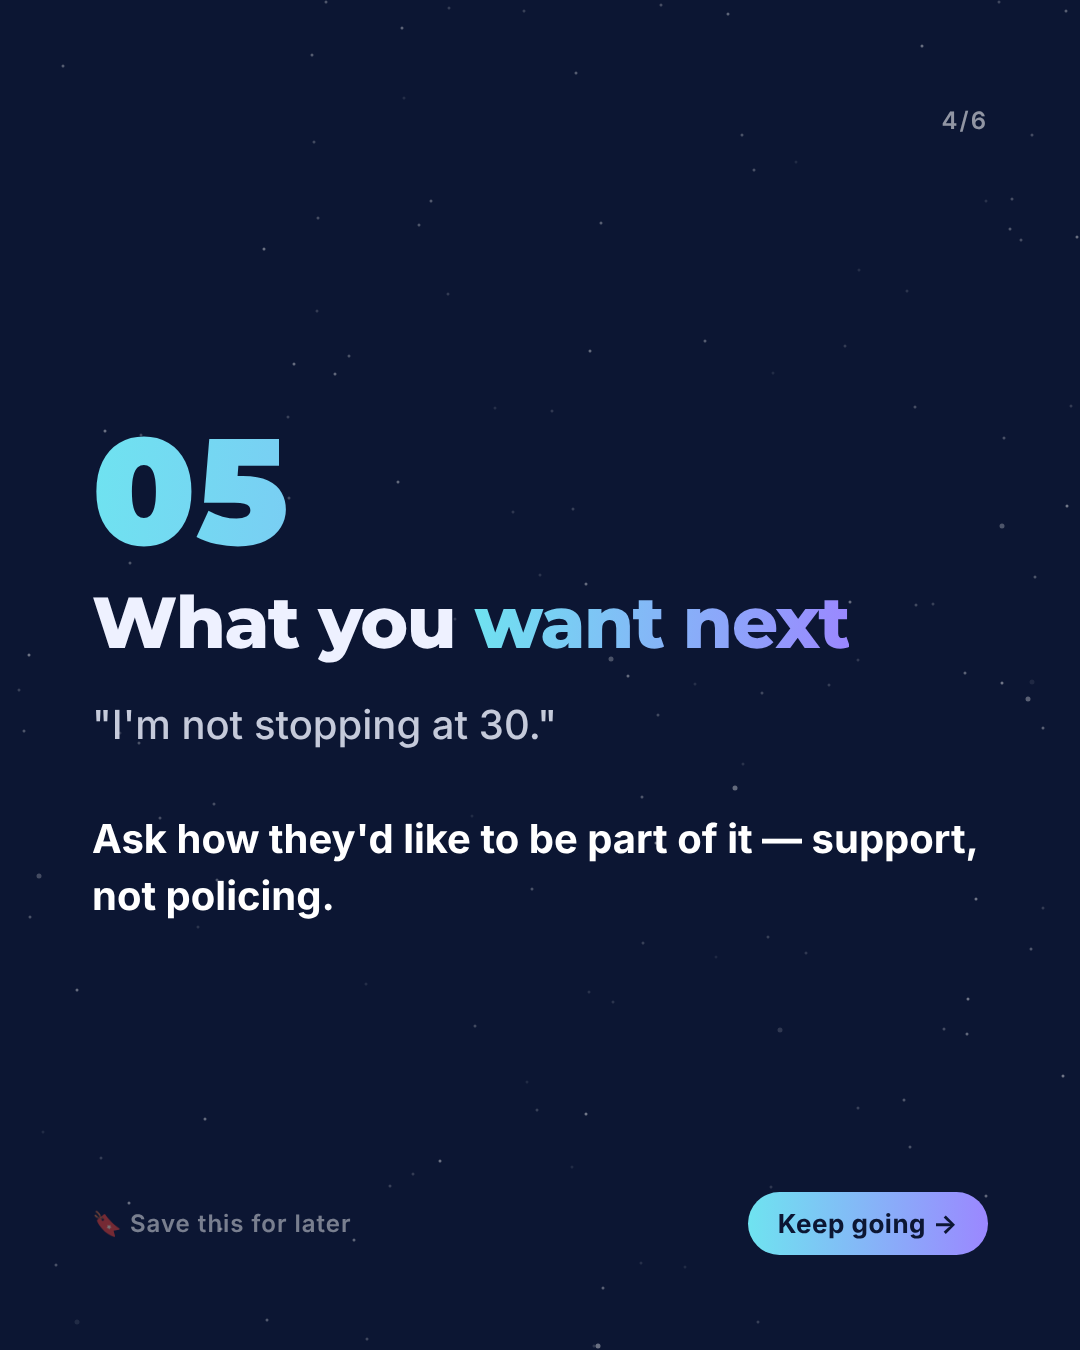 4/6
05
What you want next
"I'm not stopping at 30."
Ask how they'd like to be part of it — support,
not policing.
🔖 Save this for later
Keep going →